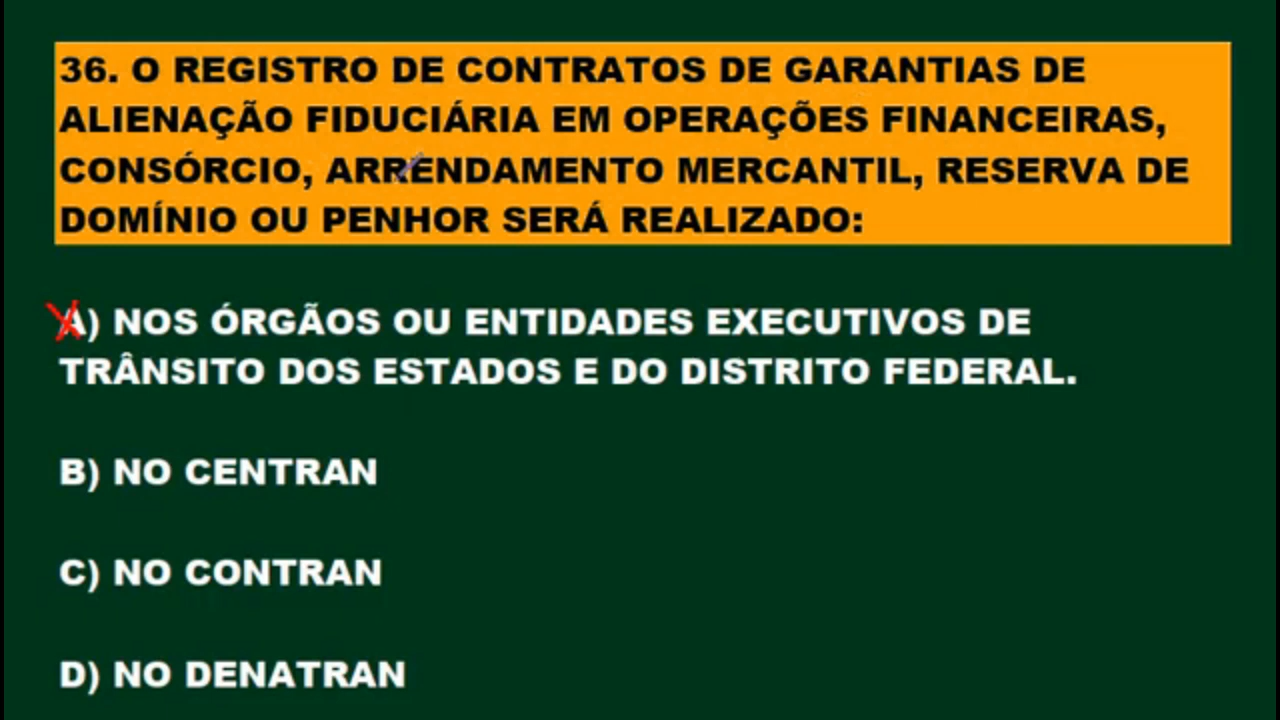 36. O REGISTRO DE CONTRATOS DE GARANTIAS DE
ALIENAÇÃO FIDUCIÁRIA EM OPERAÇÕES FINANCEIRAS,
CONSÓRCIO, ARRENDAMENTO MERCANTIL, RESERVA DE
DOMÍNIO OU PENHOR SERÁ REALIZADO:
A) NOS ÓRGÃOS OU ENTIDADES EXECUTIVOS DE
TRÂNSITO DOS ESTADOS E DO DISTRITO FEDERAL.
B) NO CENTRAN
C) NO CONTRAN
D) NO DENATRAN